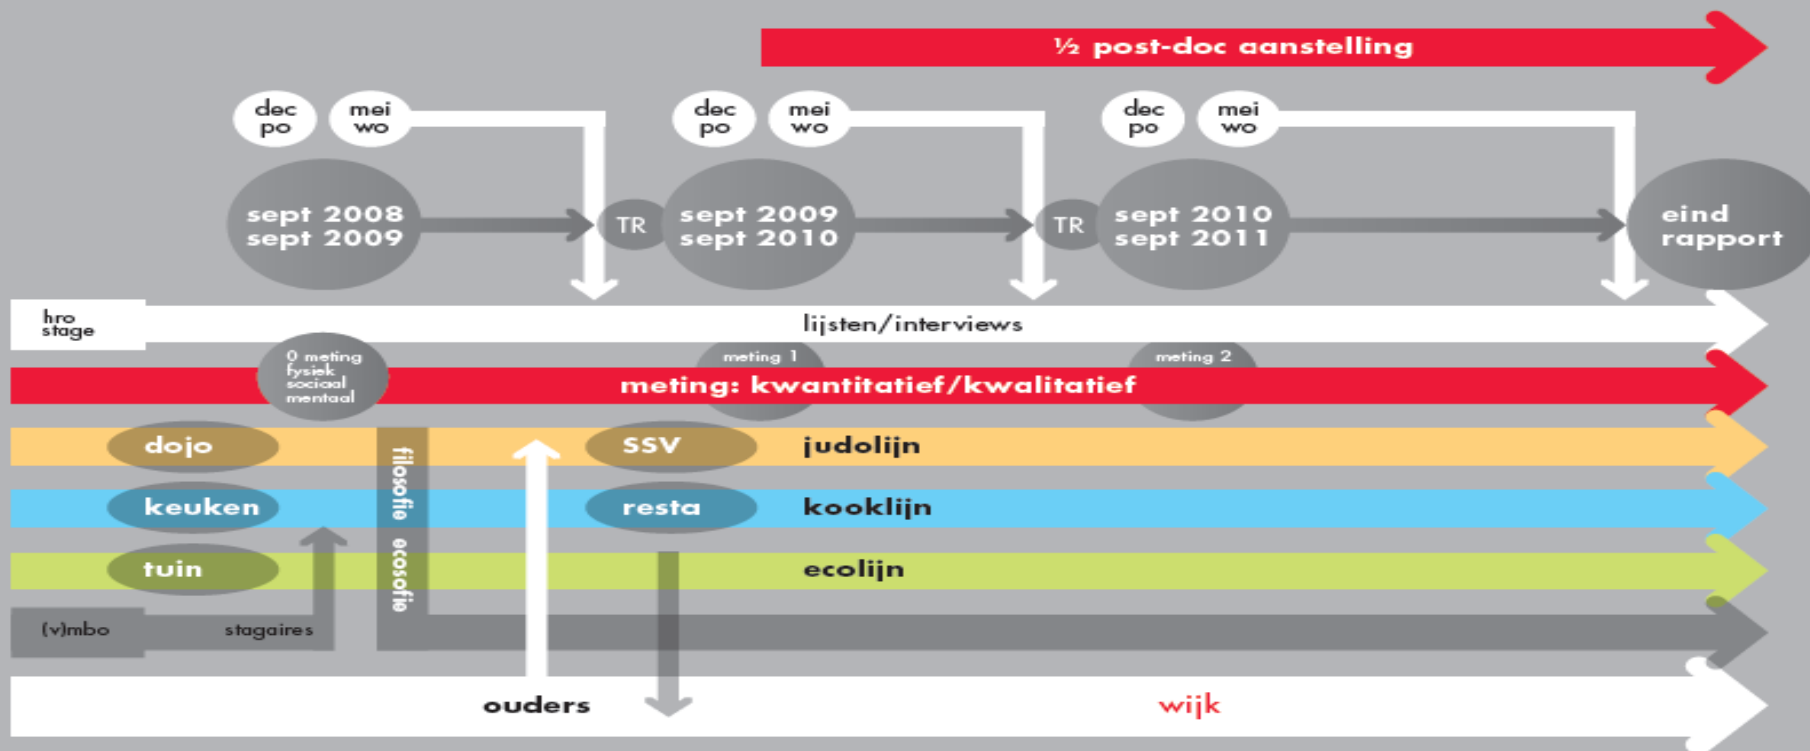 ½ post-doc aanstelling
dec
po
mei
wo
dec
po
mei
wo
dec
po
mei
wo
sept 2008
sept 2009
TR
sept 2009
sept 2010
TR
sept 2010
sept 2011
eind
rapport
hro
stage
lijsten/interviews
0 meting
fysiek
sociaal
mentaal
meting 1
meting 2
meting: kwantitatief/kwalitatief
dojo
SSV
judolijn
keuken
resta
kooklijn
tuin
ecolijn
filosofie ecosofie
(v)mbo
stagaires
ouders
wijk